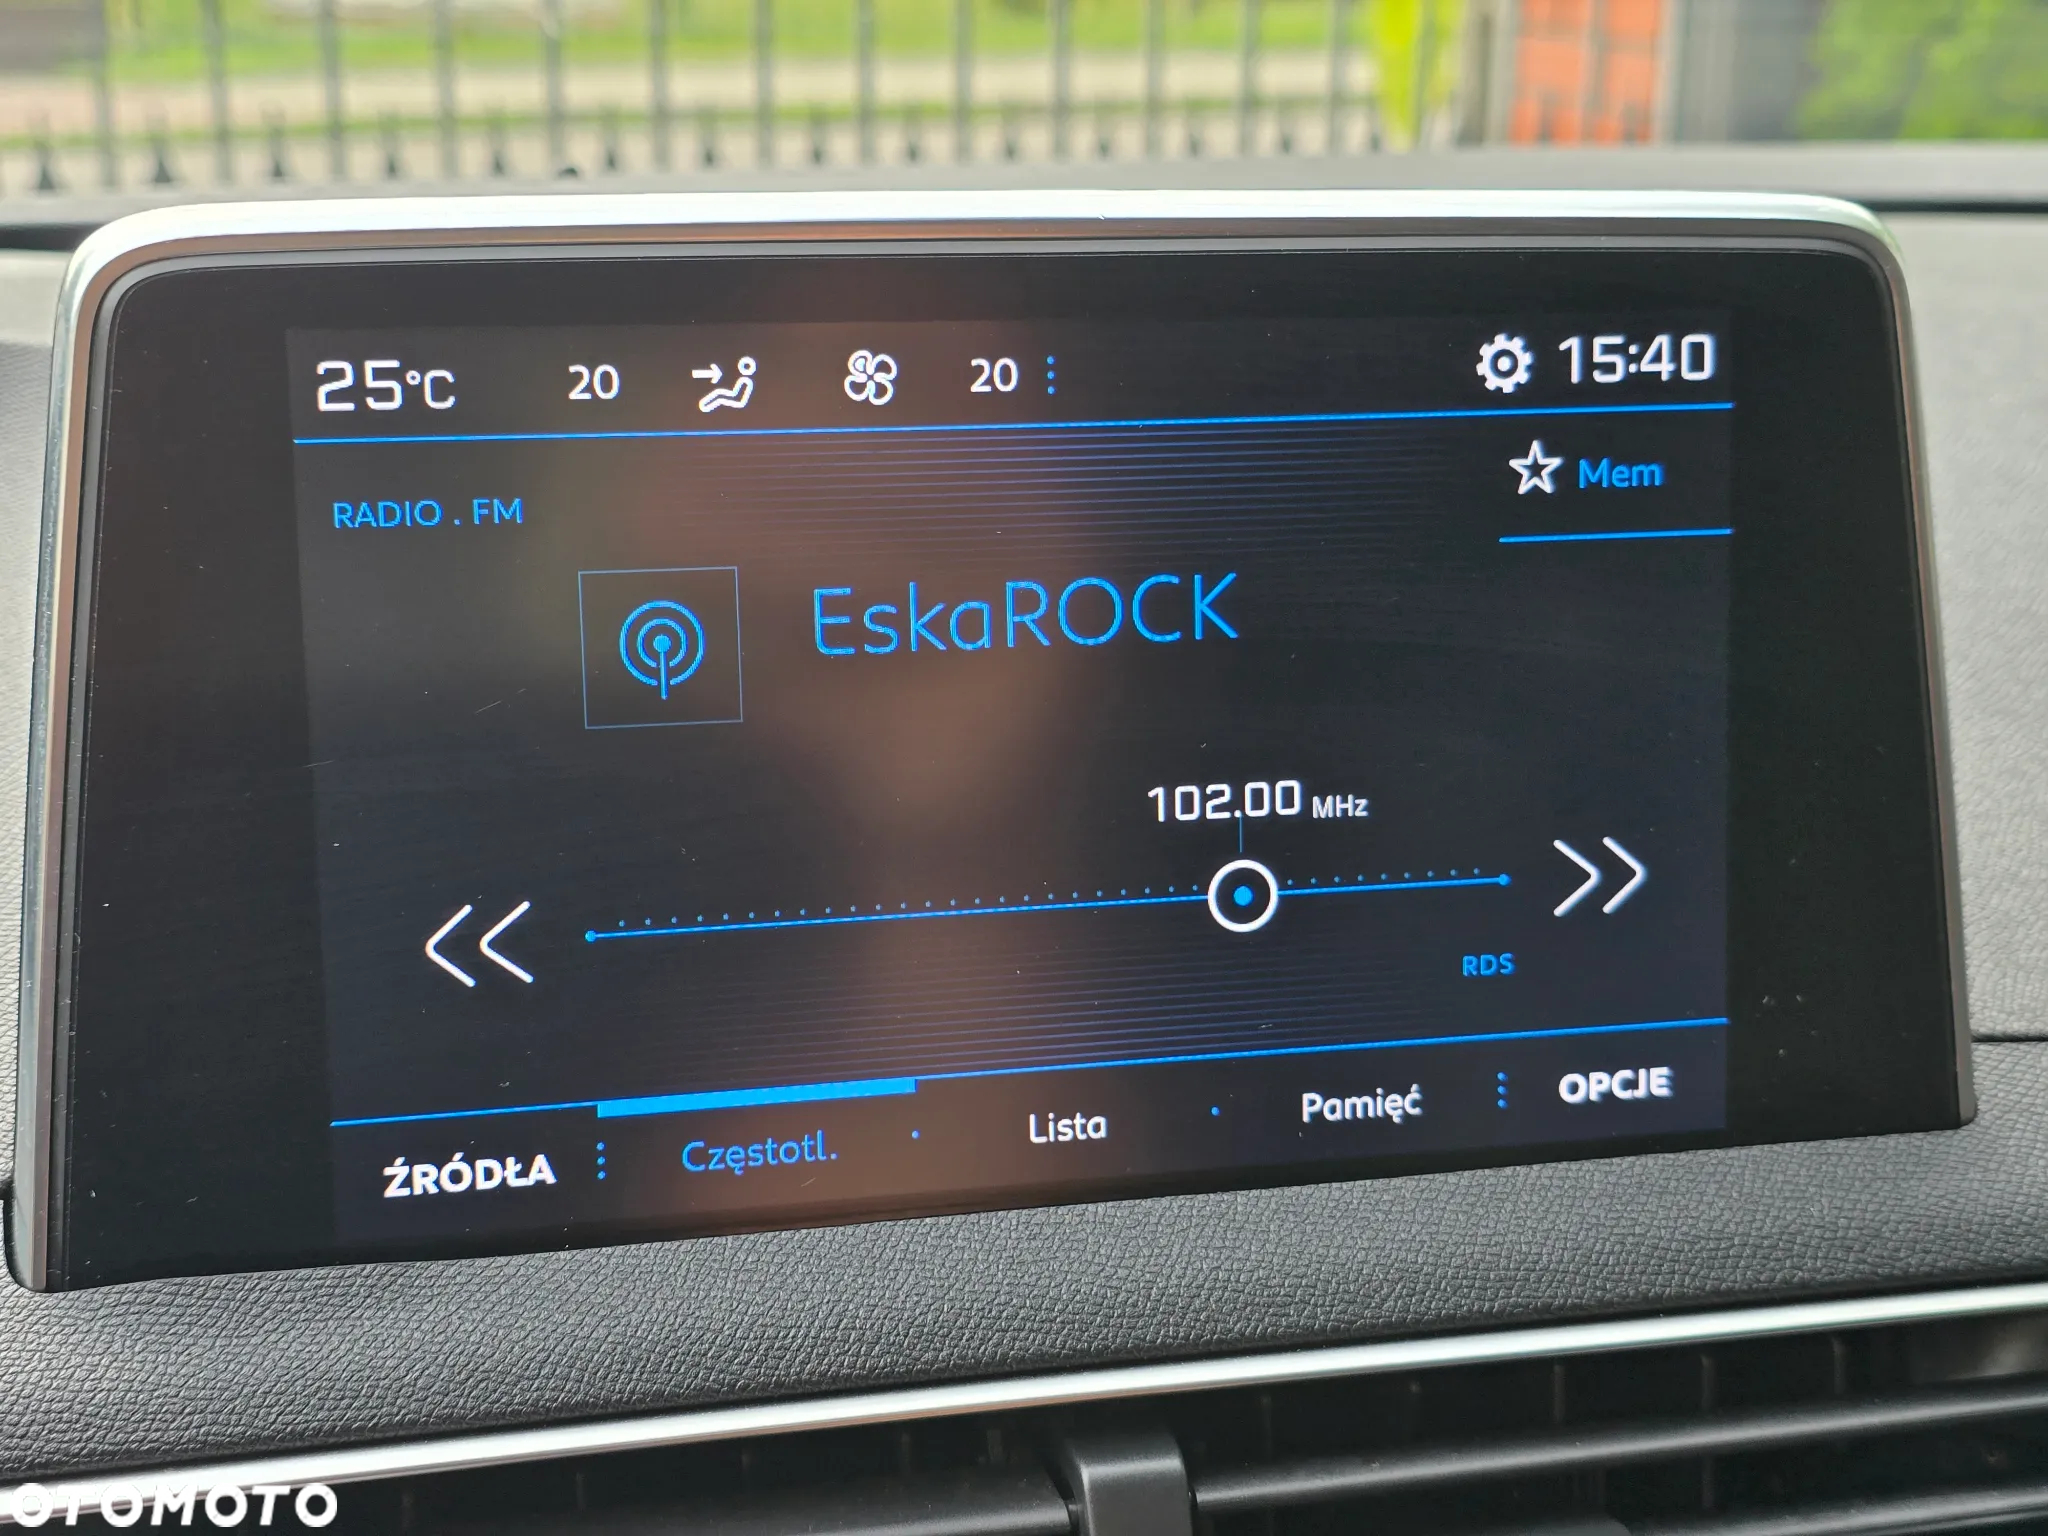 25°C 20 20 15:40
Mem
RADIO . FM
EskaROCK
102.00 MHz
RDS
ŹRÓDŁA Częstotl. Lista Pamięć OPCJE
OTOMOTO